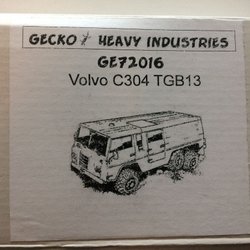 GECKO HEAVY INDUSTRIES
GE72016
Volvo C304 TGB13